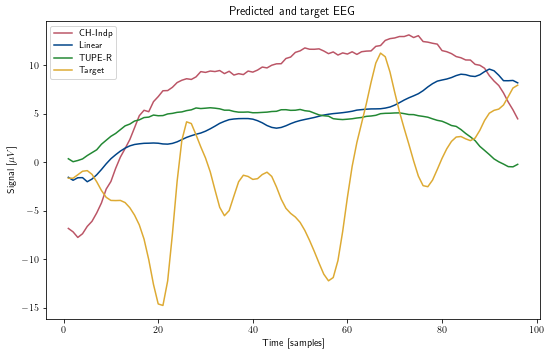 Predicted and target EEG
CH-Indp
Linear
TUPE-R
Target
Signal [μV]
10
5
0
−5
−10
−15
0 20 40 60 80 100
Time [samples]